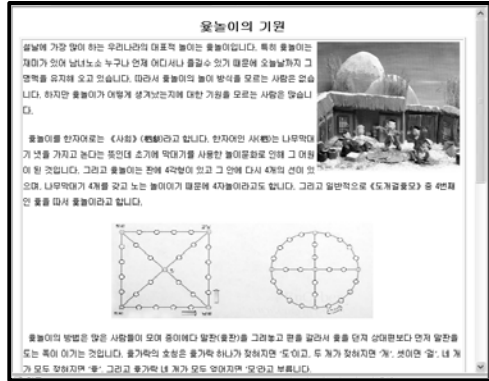 윷놀이의 기원
설날에 가장 많이 하는 우리나라의 대표적 놀이는 윷놀이입니다. 특히 윷놀이는
재미가 있어 남녀노소 누구나 언제 어디서나 즐길수 있기 때문에 오늘날까지 그
명맥을 유지해 오고 있습니다. 따라서 윷놀이의 놀이 방식을 모르는 사람은 없습
니다. 하지만 윷놀이가 어떻게 생겨났는지에 대한 기원을 모르는 사람은 많습니
다.
윷놀이를 한자어로는 《사희》(柶戱)라고 합니다. 한자어인 사(柶)는 나무막대
기 넷을 가지고 논다는 뜻인데 초기에 막대기를 사용한 놀이문화로 인해 그 어원
이 된 것입니다. 그리고 윷놀이는 판에 4각형이 있고 그 안에 다시 4개의 선이 있
으며, 나무막대기 4개를 갖고 노는 놀이이기 때문에 4자놀이라고도 합니다. 그리고 일반적으로 《도개걸윷모》 중 4번째
인 윷을 따서 윷놀이라고 합니다.
윷놀이의 방법은 많은 사람들이 모여 종이에다 말판(윷판)을 그려놓고 편을 갈라서 윷을 던져 상대편보다 먼저 말판을
도는 쪽이 이기는 것입니다. 윷가락의 호칭은 윷가락 하나가 젖혀지면 '도'이고, 두 개가 젖혀지면 '개', 셋이면 '걸', 네 개
가 모두 젖혀지면 '윷', 그리고 윷가락 네 개가 모두 엎어지면 '모'라고 부릅니다.